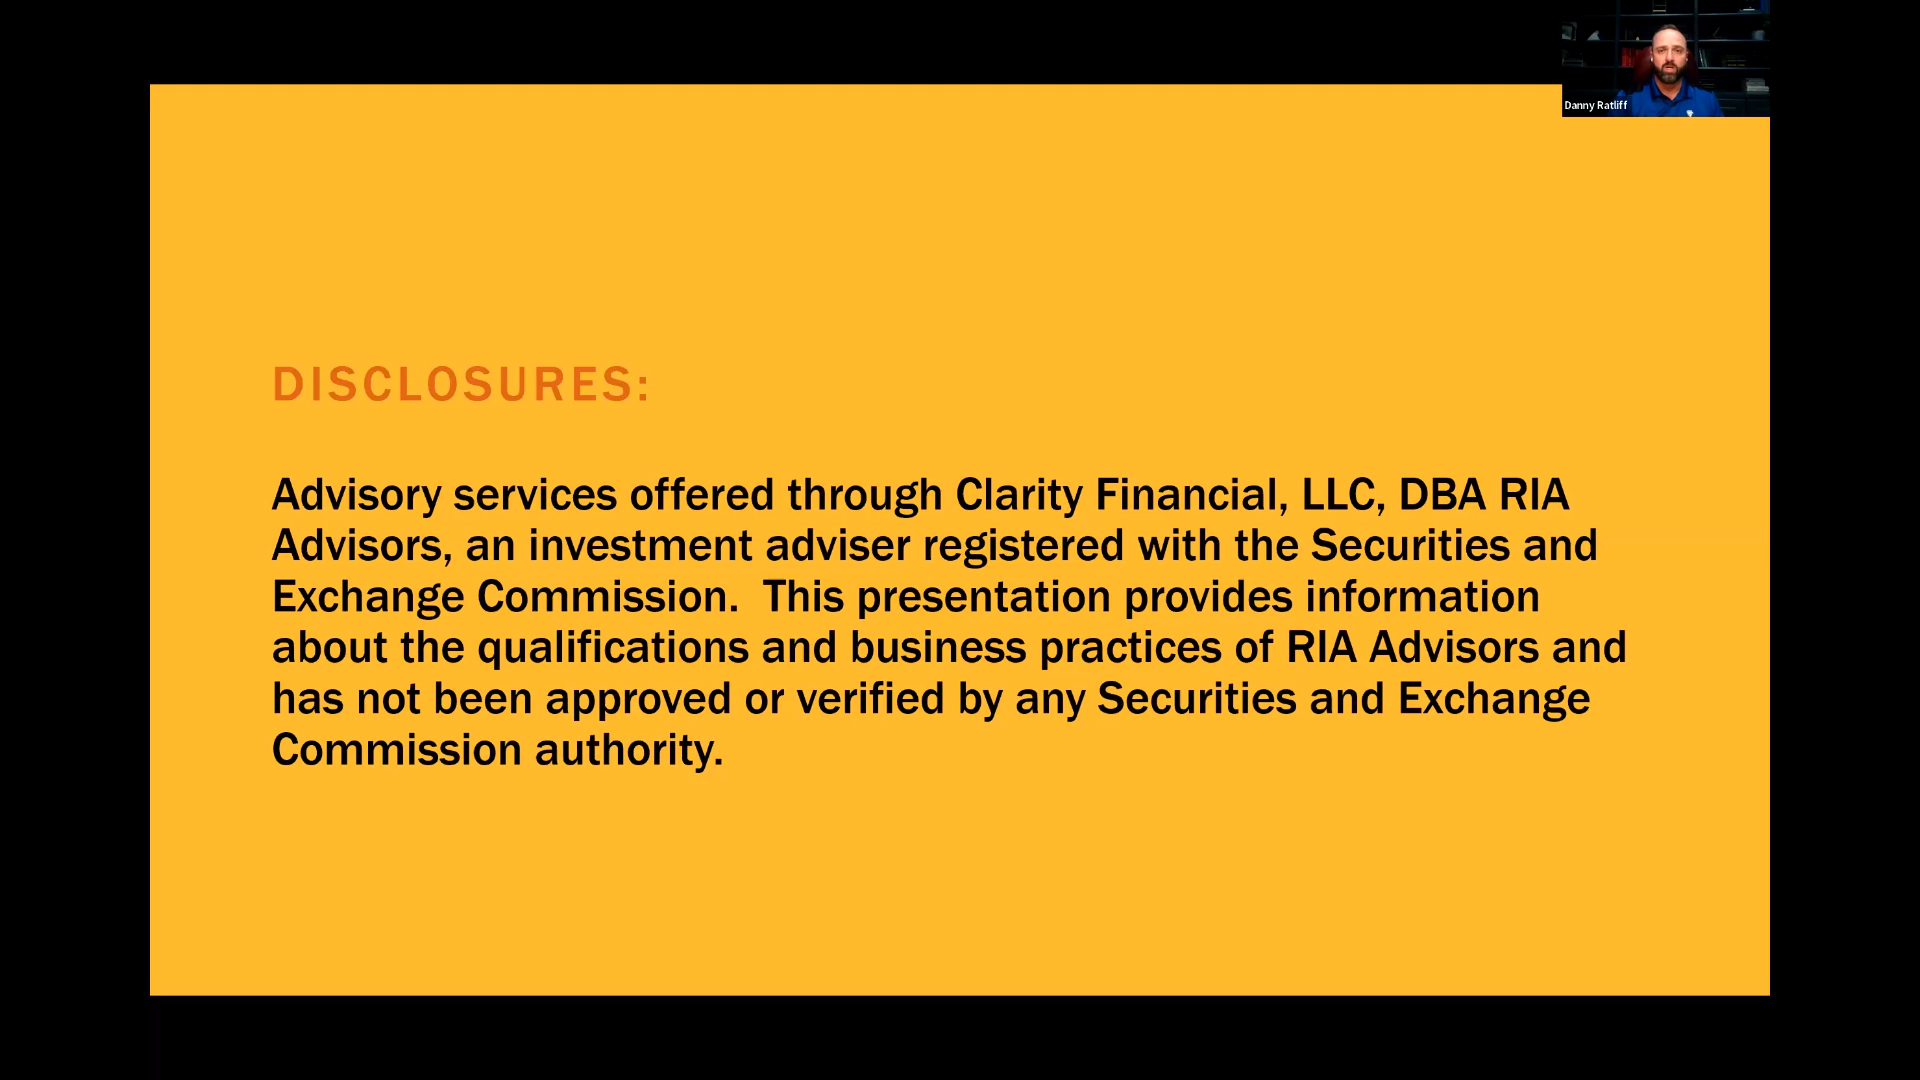 Danny Ratliff
DISCLOSURES:
Advisory services offered through Clarity Financial, LLC, DBA RIA
Advisors, an investment adviser registered with the Securities and
Exchange Commission.  This presentation provides information
about the qualifications and business practices of RIA Advisors and
has not been approved or verified by any Securities and Exchange
Commission authority.